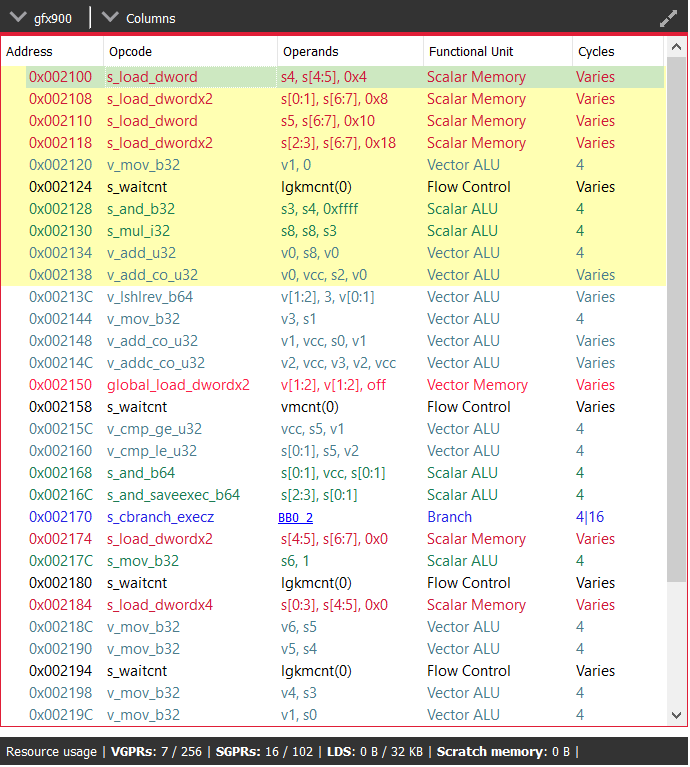 gfx900 Columns
Address Opcode Operands Functional Unit Cycles
0x002100 s_load_dword s4, s[4:5], 0x4 Scalar Memory Varies
0x002108 s_load_dwordx2 s[0:1], s[6:7], 0x8 Scalar Memory Varies
0x002110 s_load_dword s5, s[6:7], 0x10 Scalar Memory Varies
0x002118 s_load_dwordx2 s[2:3], s[6:7], 0x18 Scalar Memory Varies
0x002120 v_mov_b32 v1, 0 Vector ALU 4
0x002124 s_waitcnt lgkmcnt(0) Flow Control Varies
0x002128 s_and_b32 s3, s4, 0xffff Scalar ALU 4
0x002130 s_mul_i32 s8, s8, s3 Scalar ALU 4
0x002134 v_add_u32 v0, s8, v0 Vector ALU 4
0x002138 v_add_co_u32 v0, vcc, s2, v0 Vector ALU Varies
0x00213C v_lshlrev_b64 v[1:2], 3, v[0:1] Vector ALU Varies
0x002144 v_mov_b32 v3, s1 Vector ALU 4
0x002148 v_add_co_u32 v1, vcc, s0, v1 Vector ALU Varies
0x00214C v_addc_co_u32 v2, vcc, v3, v2, vcc Vector ALU Varies
0x002150 global_load_dwordx2 v[1:2], v[1:2], off Vector Memory Varies
0x002158 s_waitcnt vmcnt(0) Flow Control Varies
0x00215C v_cmp_ge_u32 vcc, s5, v1 Vector ALU 4
0x002160 v_cmp_le_u32 s[0:1], s5, v2 Vector ALU 4
0x002168 s_and_b64 s[0:1], vcc, s[0:1] Scalar ALU 4
0x00216C s_and_saveexec_b64 s[2:3], s[0:1] Scalar ALU 4
0x002170 s_cbranch_execz BB0_2 Branch 4|16
0x002174 s_load_dwordx2 s[4:5], s[6:7], 0x0 Scalar Memory Varies
0x00217C s_mov_b32 s6, 1 Scalar ALU 4
0x002180 s_waitcnt lgkmcnt(0) Flow Control Varies
0x002184 s_load_dwordx4 s[0:3], s[4:5], 0x0 Scalar Memory Varies
0x00218C v_mov_b32 v6, s5 Vector ALU 4
0x002190 v_mov_b32 v5, s4 Vector ALU 4
0x002194 s_waitcnt lgkmcnt(0) Flow Control Varies
0x002198 v_mov_b32 v4, s3 Vector ALU 4
0x00219C v_mov_b32 v1, s0 Vector ALU 4
Resource usage | VGPRs: 7 / 256 | SGPRs: 16 / 102 | LDS: 0 B / 32 KB | Scratch memory: 0 B |